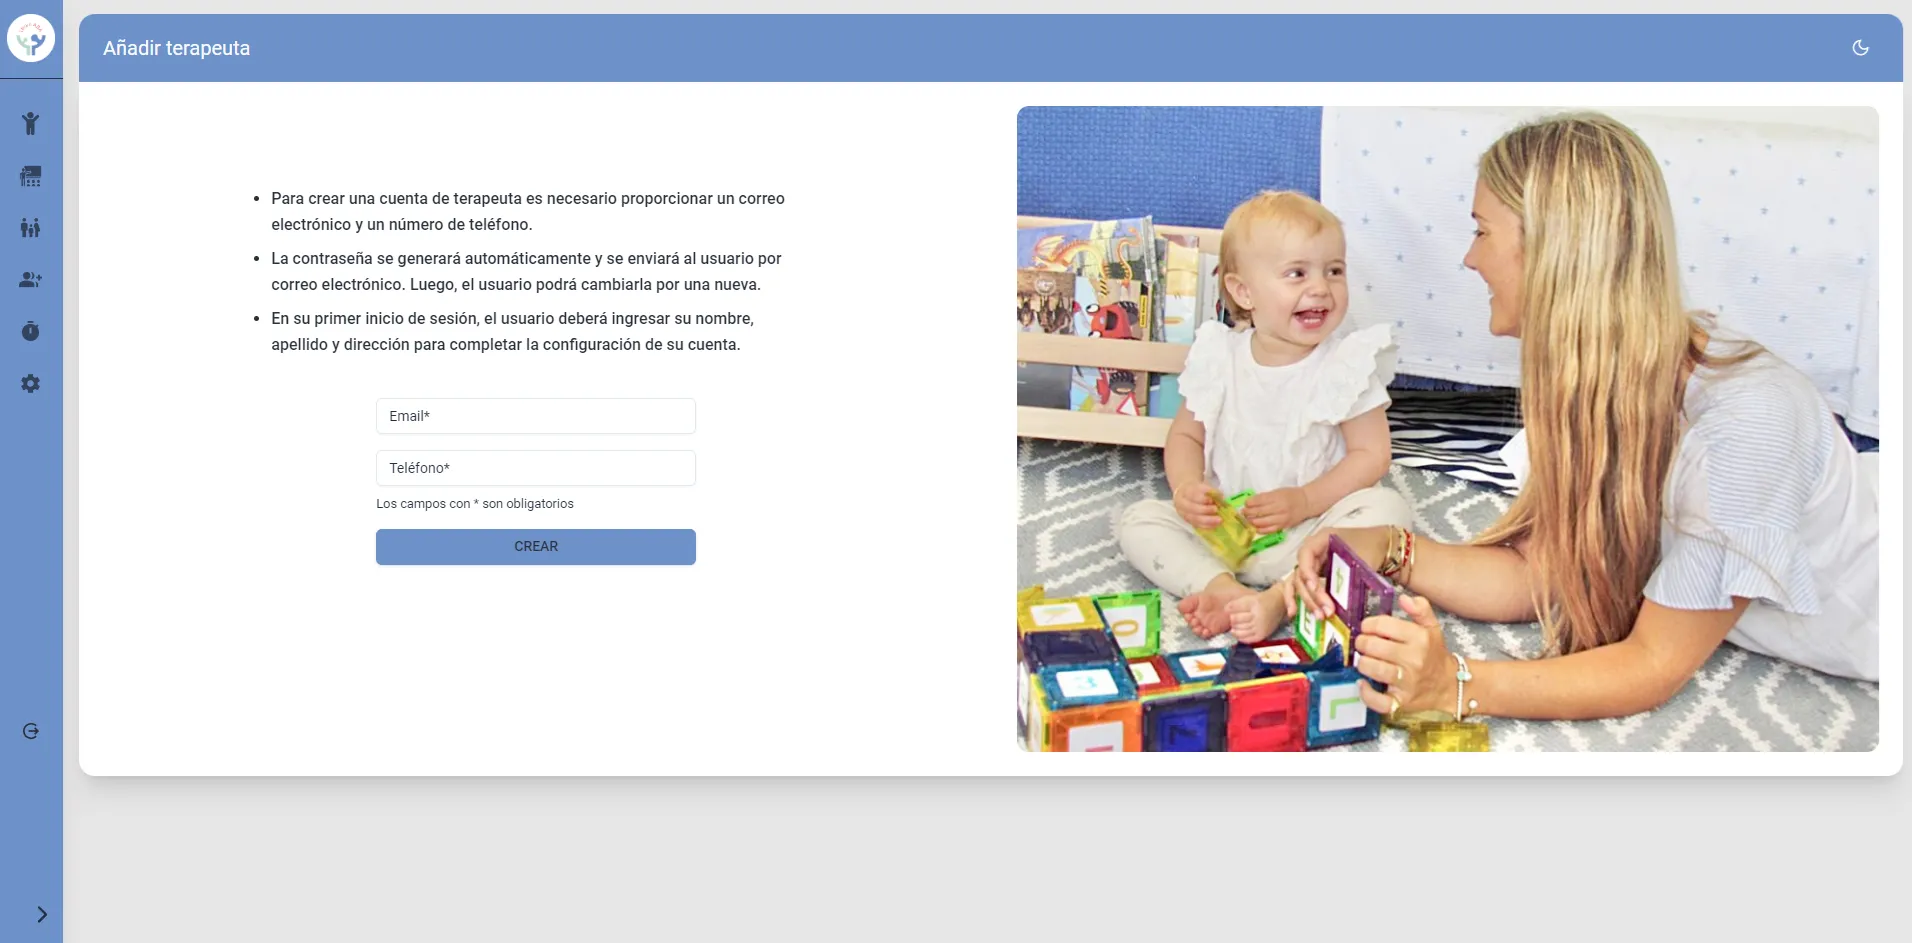 Añadir terapeuta
Para crear una cuenta de terapeuta es necesario proporcionar un correo
electrónico y un número de teléfono.
La contraseña se generará automáticamente y se enviará al usuario por
correo electrónico. Luego, el usuario podrá cambiarla por una nueva.
En su primer inicio de sesión, el usuario deberá ingresar su nombre,
apellido y dirección para completar la configuración de su cuenta.
Email*
Teléfono*
Los campos con * son obligatorios
CREAR